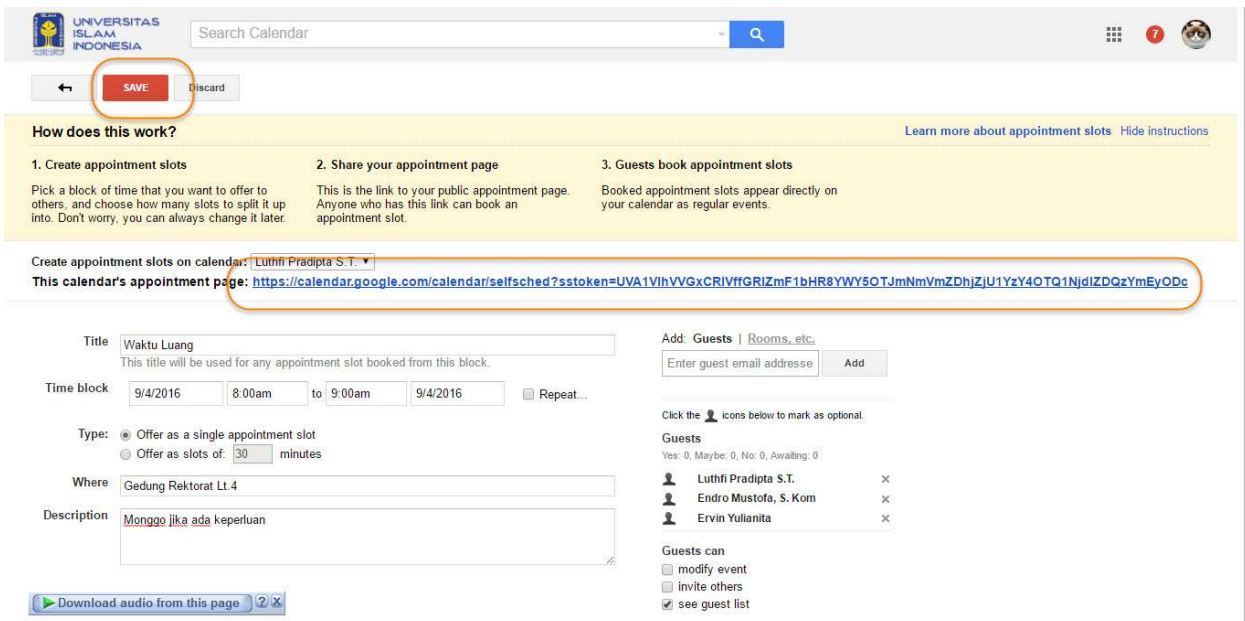 UNIVERSITAS
ISLAM
INDONESIA
Search Calendar
7
SAVE
Discard
How does this work?
Learn more about appointment slots Hide instructions
1. Create appointment slots
Pick a block of time that you want to offer to
others, and choose how many slots to split it up
into. Don't worry, you can always change it later.
2. Share your appointment page
This is the link to your public appointment page.
Anyone who has this link can book an
appointment slot.
3. Guests book appointment slots
Booked appointment slots appear directly on
your calendar as regular events.
Create appointment slots on calendar: Luthfi Pradipta S.T.
This calendar's appointment page: https://calendar.google.com/calendar/selfsched?sstoken=UVA1VlhVVGxCRlVffGRlZmF1bHR8YWY5OTJmNmVmZDhjZjU1YzY4OTQ1NjdlZDQzYmEyODc
Title Waktu Luang
This title will be used for any appointment slot booked from this block.
Time block 9/4/2016 8:00am to 9:00am 9/4/2016 Repeat...
Type: Offer as a single appointment slot
Offer as slots of: 30 minutes
Where Gedung Rektorat Lt.4
Description Monggo jika ada keperluan
Download audio from this page ? X
Add: Guests | Rooms, etc.
Enter guest email addresse Add
Click the icons below to mark as optional.
Guests
Yes: 0, Maybe: 0, No: 0, Awaiting: 0
Luthfi Pradipta S.T.
Endro Mustofa, S. Kom
Ervin Yulianita
Guests can
modify event
invite others
see guest list